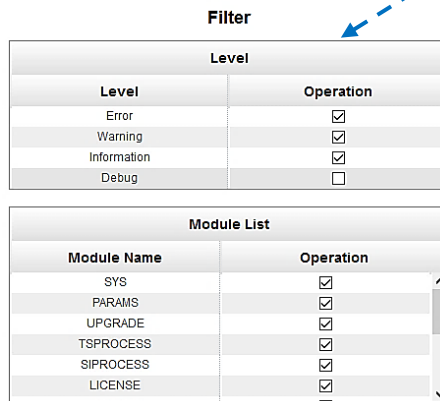 Filter
Level
Level Operation
Error
Warning
Information
Debug
Module List
Module Name Operation
SYS
PARAMS
UPGRADE
TSPROCESS
SIPROCESS
LICENSE